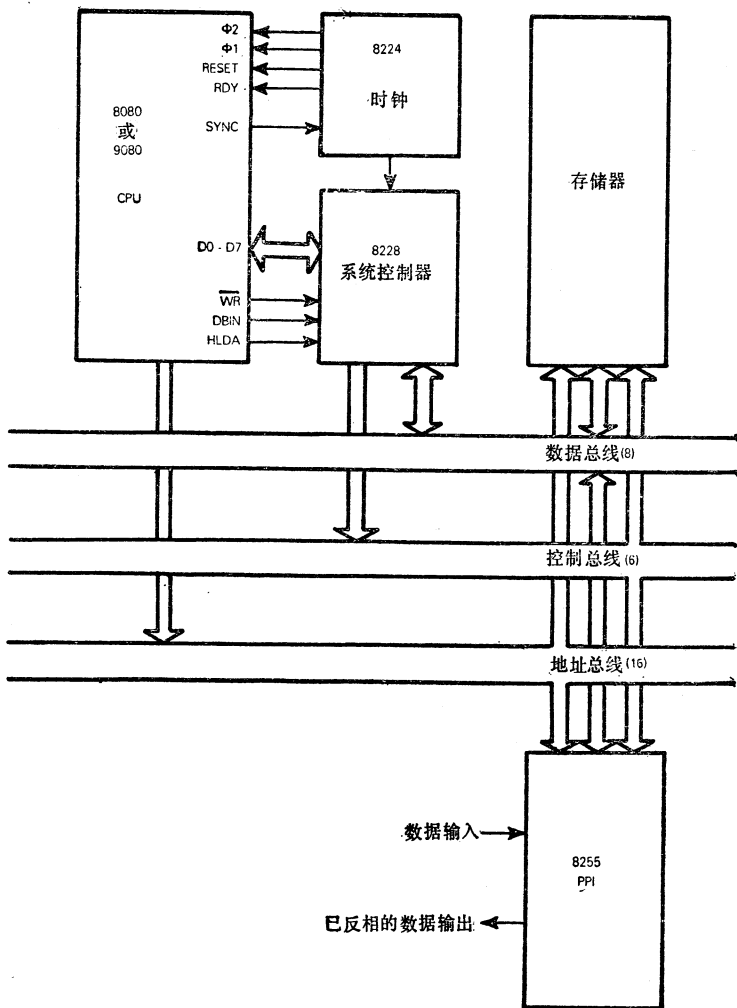 Φ2
Φ1
RESET
RDY
SYNC
8080
或
9080
CPU
D0 - D7
W̅R̅
DBIN
HLDA
8224
时钟
8228
系统控制器
存储器
数据总线(8)
控制总线(6)
地址总线(16)
数据输入
已反相的数据输出
8255
PPI